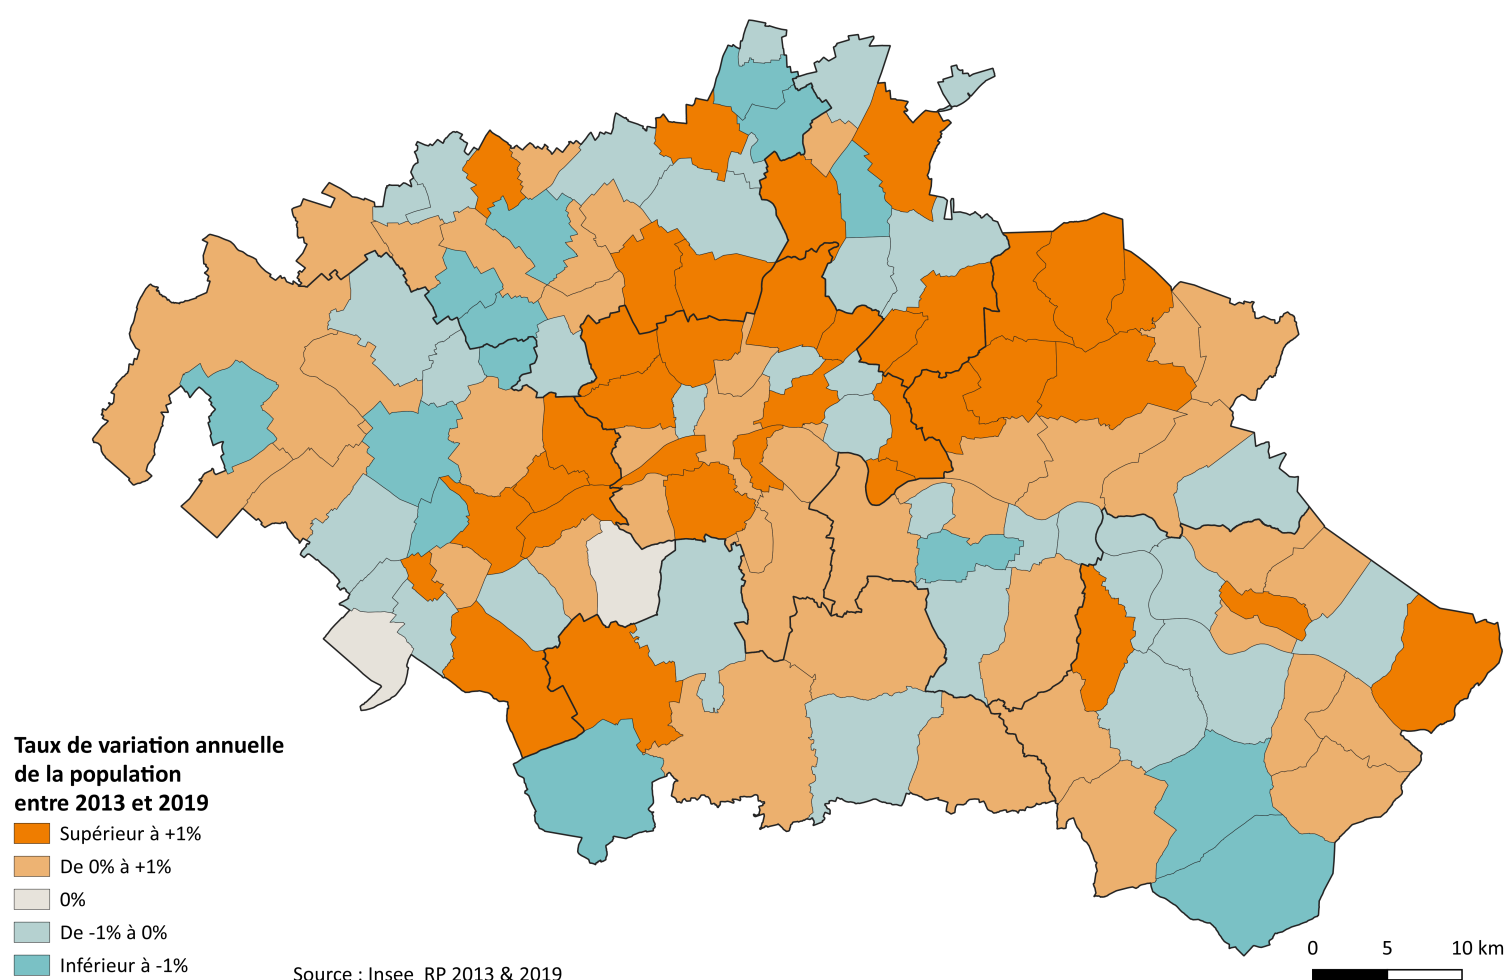 Taux de variation annuelle
de la population
entre 2013 et 2019
Supérieur à +1%
De 0% à +1%
0%
De -1% à 0%
Inférieur à -1%
Source : Insee RP 2013 & 2019
0 5 10 km